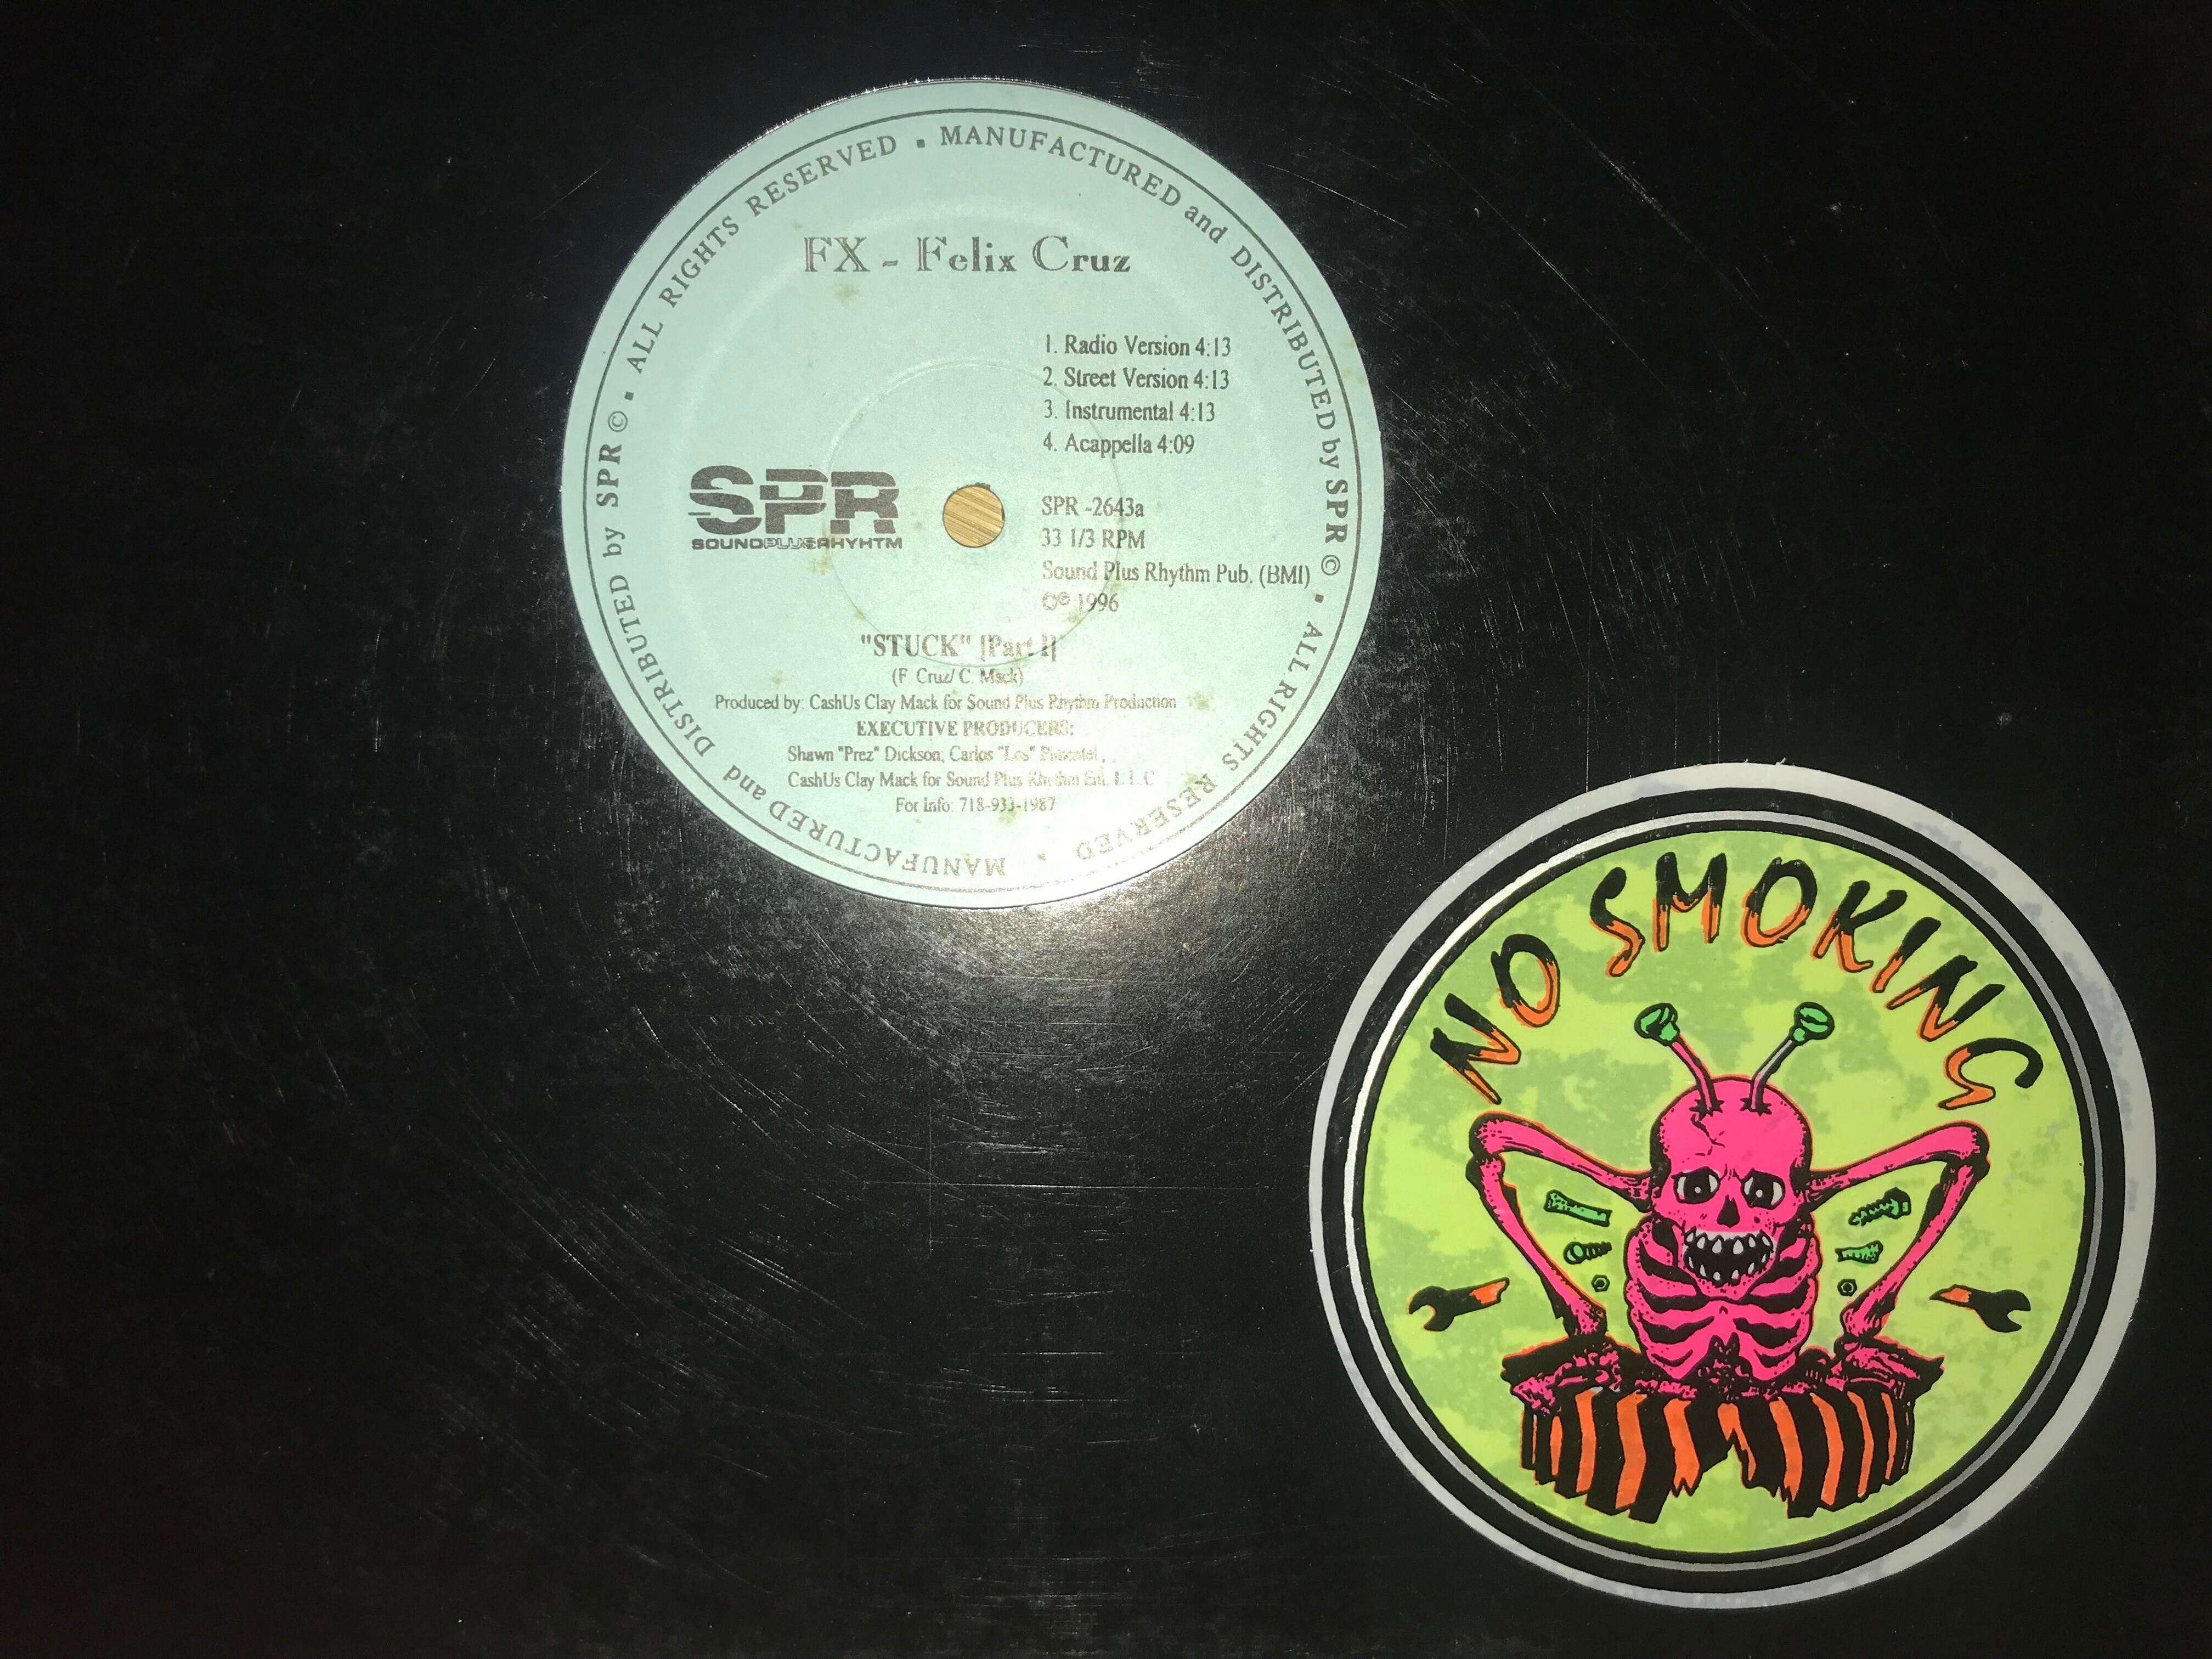 MANUFACTURED and DISTRIBUTED by SPR © ▪ ALL RIGHTS RESERVED ▪ MANUFACTURED and DISTRIBUTED by SPR © ▪ ALL RIGHTS RESERVED ▪
FX - Felix Cruz
1. Radio Version 4:13
2. Street Version 4:13
3. Instrumental 4:13
4. Acappella 4:09
SPR
SOUNDPLUSRHYHTM
SPR -2643a
33 1/3 RPM
Sound Plus Rhythm Pub. (BMI)
©℗ 1996
"STUCK" [Part I]
(F. Cruz/ C. Mack)
Produced by: CashUs Clay Mack for Sound Plus Rhythm Production
EXECUTIVE PRODUCERS:
Shawn "Prez" Dickson, Carlos "Los" Pimentel,
CashUs Clay Mack for Sound Plus Rhythm Ent. L.L.C
For info: 718-933-1987
NO SMOKING